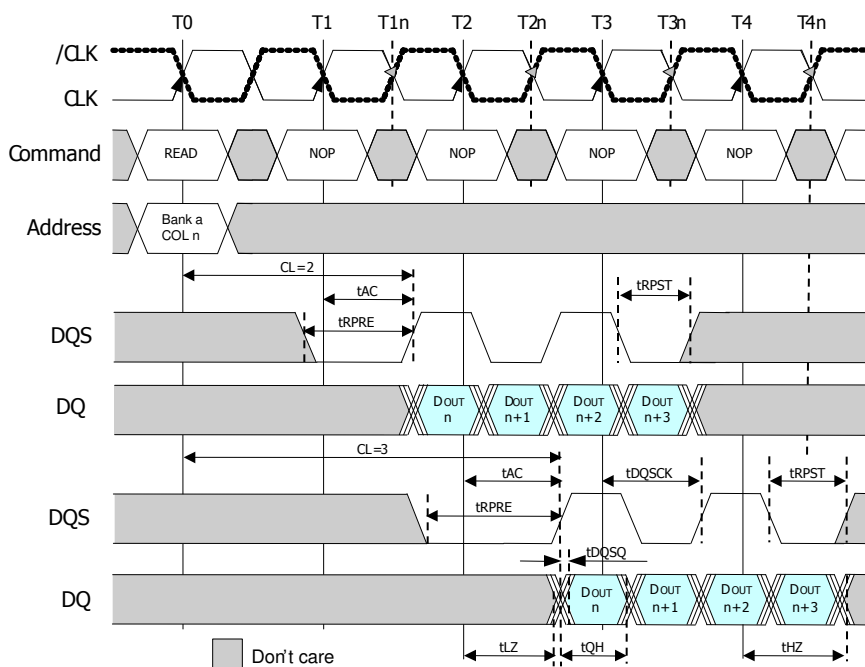 T0 T1 T1n T2 T2n T3 T3n T4 T4n
/CLK
CLK
Command READ NOP NOP NOP NOP
Address Bank a
COL n
CL=2
tAC
tRPRE
tRPST
DQS
DQ DOUT n DOUT n+1 DOUT n+2 DOUT n+3
CL=3
tAC
tDQSCK
tRPST
tRPRE
DQS
tDQSQ
DQ DOUT n DOUT n+1 DOUT n+2 DOUT n+3
tLZ tQH tHZ
Don't care